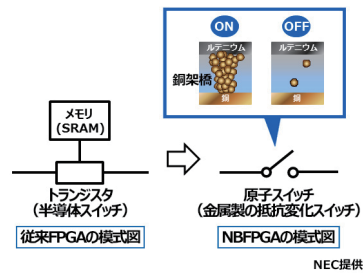 ON
OFF
ルテニウム
ルテニウム
銅架橋
銅
銅
メモリ
(SRAM)
トランジスタ
(半導体スイッチ)
原子スイッチ
(金属製の抵抗変化スイッチ)
従来FPGAの模式図
NBFPGAの模式図
NEC提供